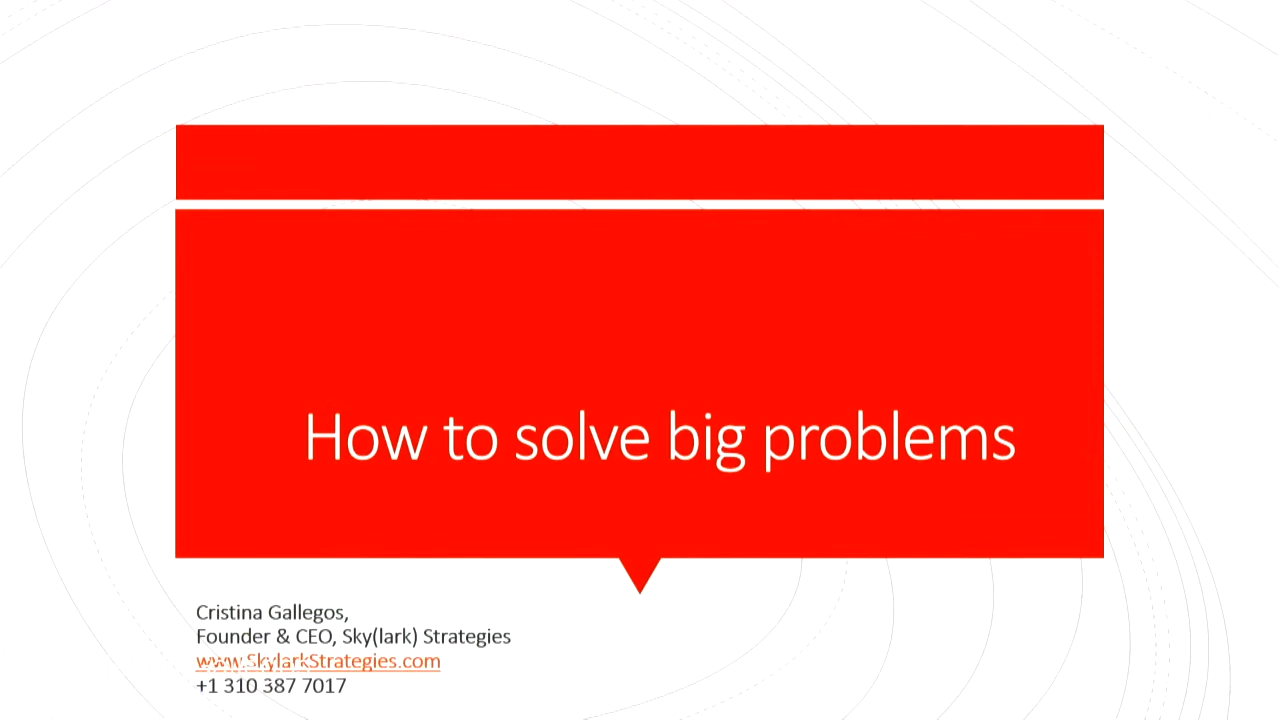 How to solve big problems
Cristina Gallegos,
Founder & CEO, Sky(lark) Strategies
www.SkylarkStrategies.com
+1 310 387 7017